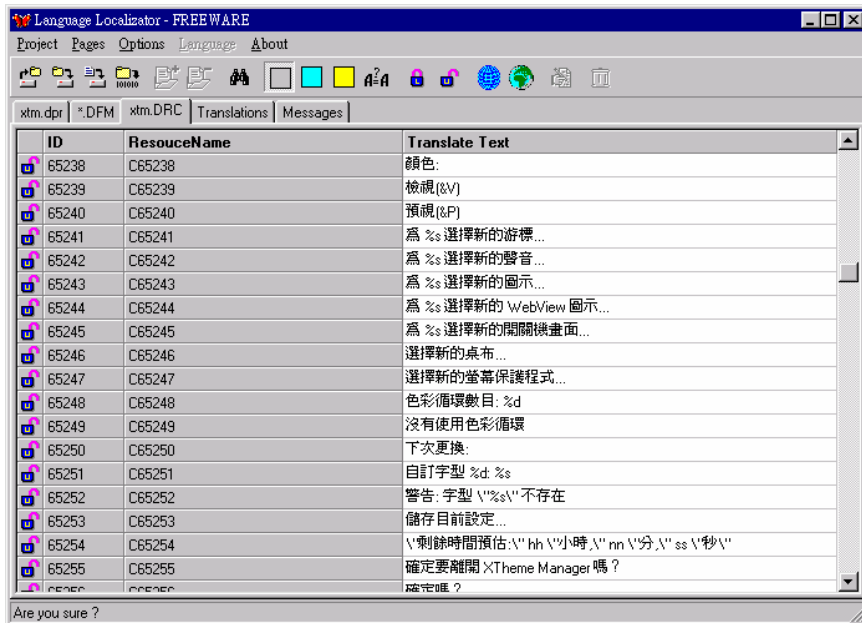 Language Localizator - FREEWARE
Project Pages Options Language About
xtm.dpr *.DFM xtm.DRC Translations Messages
ID ResouceName Translate Text
65238 C65238 顏色:
65239 C65239 檢視(&V)
65240 C65240 預視(&P)
65241 C65241 爲 %s 選擇新的游標...
65242 C65242 爲 %s 選擇新的聲音...
65243 C65243 爲 %s 選擇新的圖示...
65244 C65244 爲 %s 選擇新的 WebView 圖示...
65245 C65245 爲 %s 選擇新的開關機畫面...
65246 C65246 選擇新的桌布...
65247 C65247 選擇新的螢幕保護程式...
65248 C65248 色彩循環數目: %d
65249 C65249 沒有使用色彩循環
65250 C65250 下次更換:
65251 C65251 自訂字型 %d: %s
65252 C65252 警告: 字型 \"%s\" 不存在
65253 C65253 儲存目前設定...
65254 C65254 \"剩餘時間預估:\" hh \"小時,\" nn \"分,\" ss \"秒\"
65255 C65255 確定要離開 XTheme Manager 嗎？
65256 C65256 確定嗎？
Are you sure ?